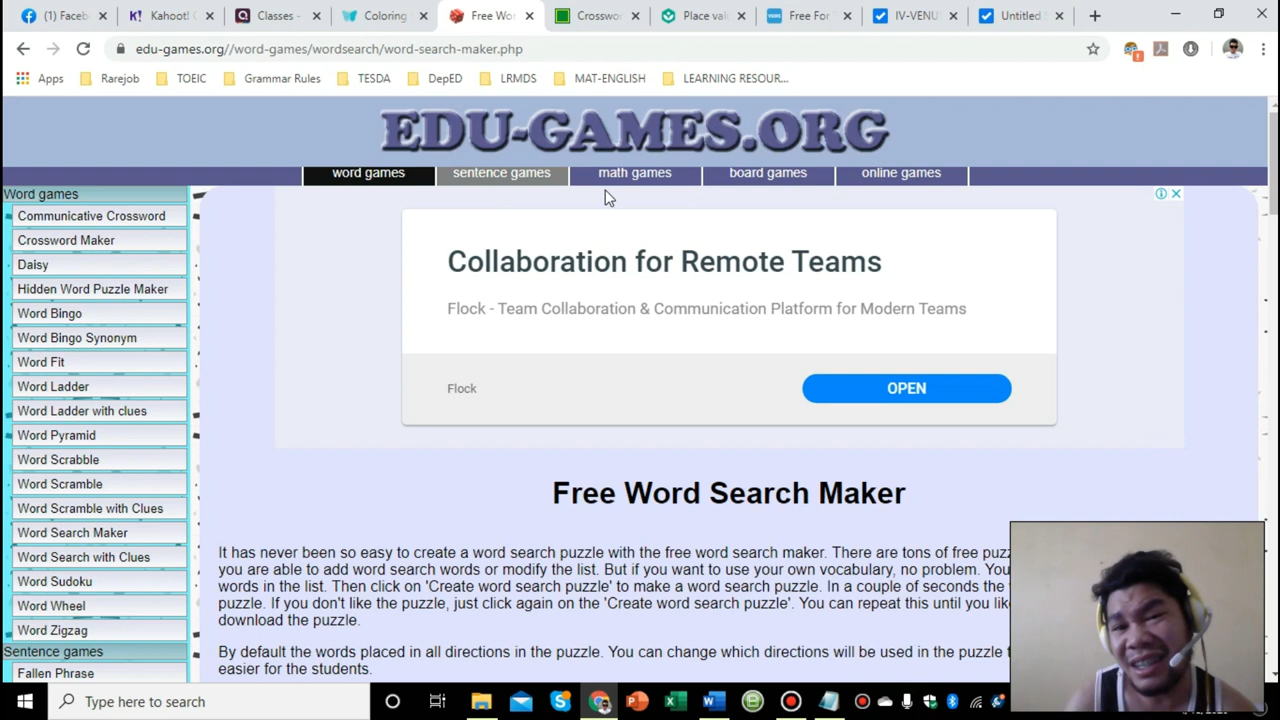 Faceb
Kahoot!
Classes -
Coloring
Free Wor
Crosswor
Place val
Free For
IV-VENU
Untitled
edu-games.org//word-games/wordsearch/word-search-maker.php
Apps
Rarejob
TOEIC
Grammar Rules
TESDA
DepED
LRMDS
MAT-ENGLISH
LEARNING RESOUR...
EDU-GAMES.ORG
word games
sentence games
math games
board games
online games
Word games
Communicative Crossword
Crossword Maker
Daisy
Hidden Word Puzzle Maker
Word Bingo
Word Bingo Synonym
Word Fit
Word Ladder
Word Ladder with clues
Word Pyramid
Word Scrabble
Word Scramble
Word Scramble with Clues
Word Search Maker
Word Search with Clues
Word Sudoku
Word Wheel
Word Zigzag
Sentence games
Fallen Phrase
Collaboration for Remote Teams
Flock - Team Collaboration & Communication Platform for Modern Teams
Flock
OPEN
Free Word Search Maker
It has never been so easy to create a word search puzzle with the free word search maker. There are tons of free puzz
you are able to add word search words or modify the list. But if you want to use your own vocabulary, no problem. You
words in the list. Then click on 'Create word search puzzle' to make a word search puzzle. In a couple of seconds the
puzzle. If you don't like the puzzle, just click again on the 'Create word search puzzle'. You can repeat this until you like
download the puzzle.
By default the words placed in all directions in the puzzle. You can change which directions will be used in the puzzle t
easier for the students.
Type here to search